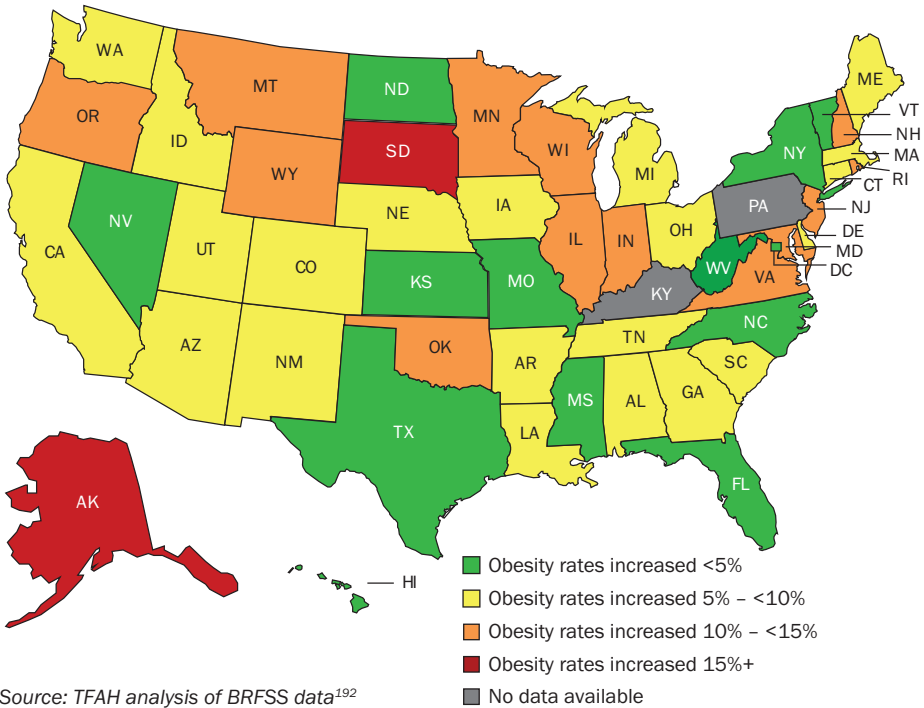 WA
ME
MT
ND
VT
MN
OR
NH
ID
SD
WI
NY
MA
WY
MI
RI
CT
PA
NJ
NE
IA
NV
OH
DE
IL
IN
UT
MD
CA
CO
WV
VA
DC
KS
MO
KY
NC
TN
OK
AZ
NM
AR
SC
MS
AL
GA
TX
LA
FL
AK
HI
Obesity rates increased <5%
Obesity rates increased 5% – <10%
Obesity rates increased 10% – <15%
Obesity rates increased 15%+
No data available
Source: TFAH analysis of BRFSS data192